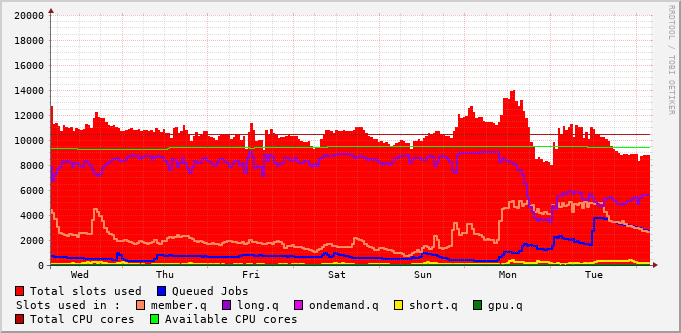 20000
18000
16000
14000
12000
10000
8000
6000
4000
2000
0
Wed Thu Fri Sat Sun Mon Tue
RRDTOOL / TOBI OETIKER
Total slots used Queued Jobs
Slots used in : member.q long.q ondemand.q short.q gpu.q
Total CPU cores Available CPU cores